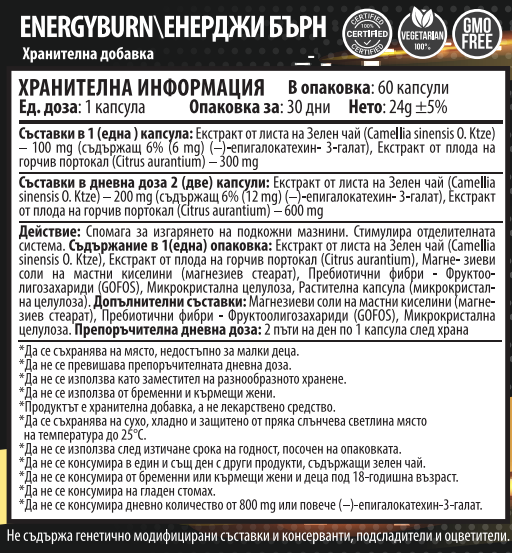 ENERGYBURN\ЕНЕРДЖИ БЪРН
Хранителна добавка
CERTIFIED
CERTIFIED
CERTIFIED
VEGETARIAN
100%
GMO
FREE
ХРАНИТЕЛНА ИНФОРМАЦИЯ В опаковка: 60 капсули
Ед. доза: 1 капсула Опаковка за: 30 дни Нето: 24g ±5%
Съставки в 1 (една ) капсула: Екстракт от листа на Зелен чай (Camellia sinensis O. Ktze)
– 100 mg (съдържащ 6% (6 mg) (–)-епигалокатехин- 3-галат), Екстракт от плода на
горчив портокал (Citrus aurantium) – 300 mg
Съставки в дневна доза 2 (две) капсули: Екстракт от листа на Зелен чай (Camellia
sinensis O. Ktze) – 200 mg (съдържащ 6% (12 mg) (–)-епигалокатехин- 3-галат), Екстракт
от плода на горчив портокал (Citrus aurantium) – 600 mg
Действие: Спомага за изгарянето на подкожни мазнини. Стимулира отделителната
система. Съдържание в 1(една) опаковка: Екстракт от листа на Зелен чай (Camellia
sinensis O. Ktze), Екстракт от плода на горчив портокал (Citrus aurantium), Магне- зиеви
соли на мастни киселини (магнезиев стеарат), Пребиотични фибри - Фруктоо-
лигозахариди (GOFOS), Микрокристална целулоза, Растителна капсула (микрокристал-
на целулоза). Допълнителни съставки: Магнезиеви соли на мастни киселини (магне-
зиев стеарат), Пребиотични фибри - Фруктоолигозахариди (GOFOS), Микрокристална
целулоза. Препоръчителна дневна доза: 2 пъти на ден по 1 капсула след храна
*Да се съхранява на място, недостъпно за малки деца.
*Да не се превишава препоръчителната дневна доза.
*Да не се използва като заместител на разнообразното хранене.
*Да не се използва от бременни и кърмещи жени.
*Продуктът е хранителна добавка, а не лекарствено средство.
*Да се съхранява на сухо, хладно и защитено от пряка слънчева светлина място
на температура до 25°C.
*Да не се използва след изтичане срока на годност, посочен на опаковката.
*Да не се консумира в един и същ ден с други продукти, съдържащи зелен чай.
*Да не се консумира от бременни или кърмещи жени и деца под 18-годишна възраст.
*Да не се консумира на гладен стомах.
*Да не се консумира дневно количество от 800 mg или повече (–)-епигалокатехин-3-галат.
Не съдържа генетично модифицирани съставки и консерванти, подсладители и оцветители.